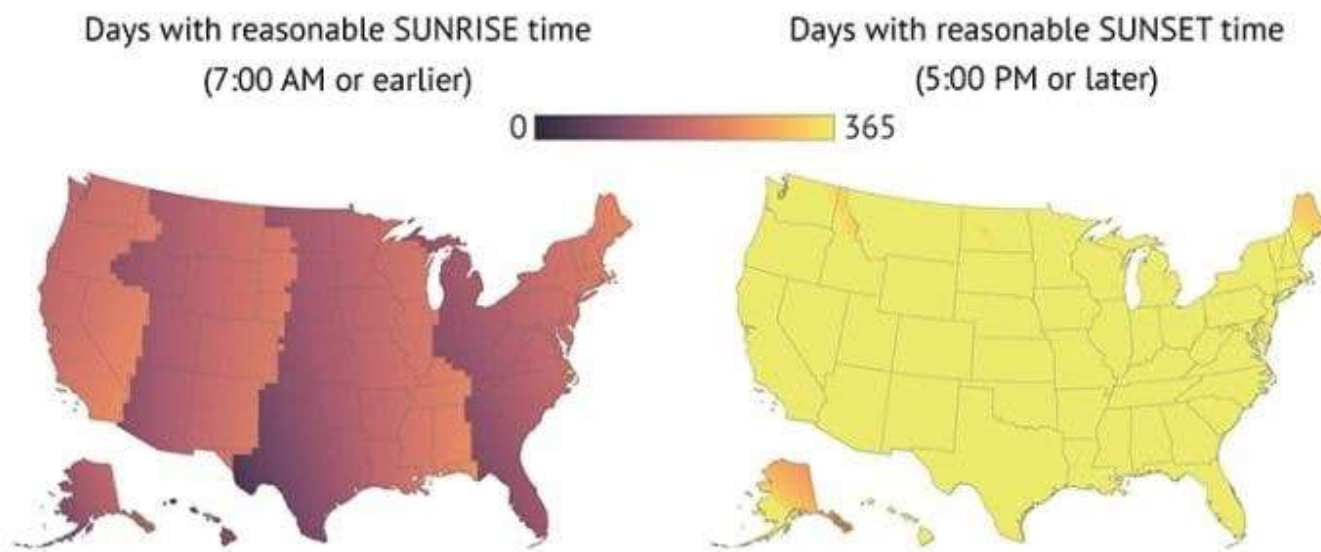 Days with reasonable SUNRISE time
(7:00 AM or earlier)
Days with reasonable SUNSET time
(5:00 PM or later)
0
365